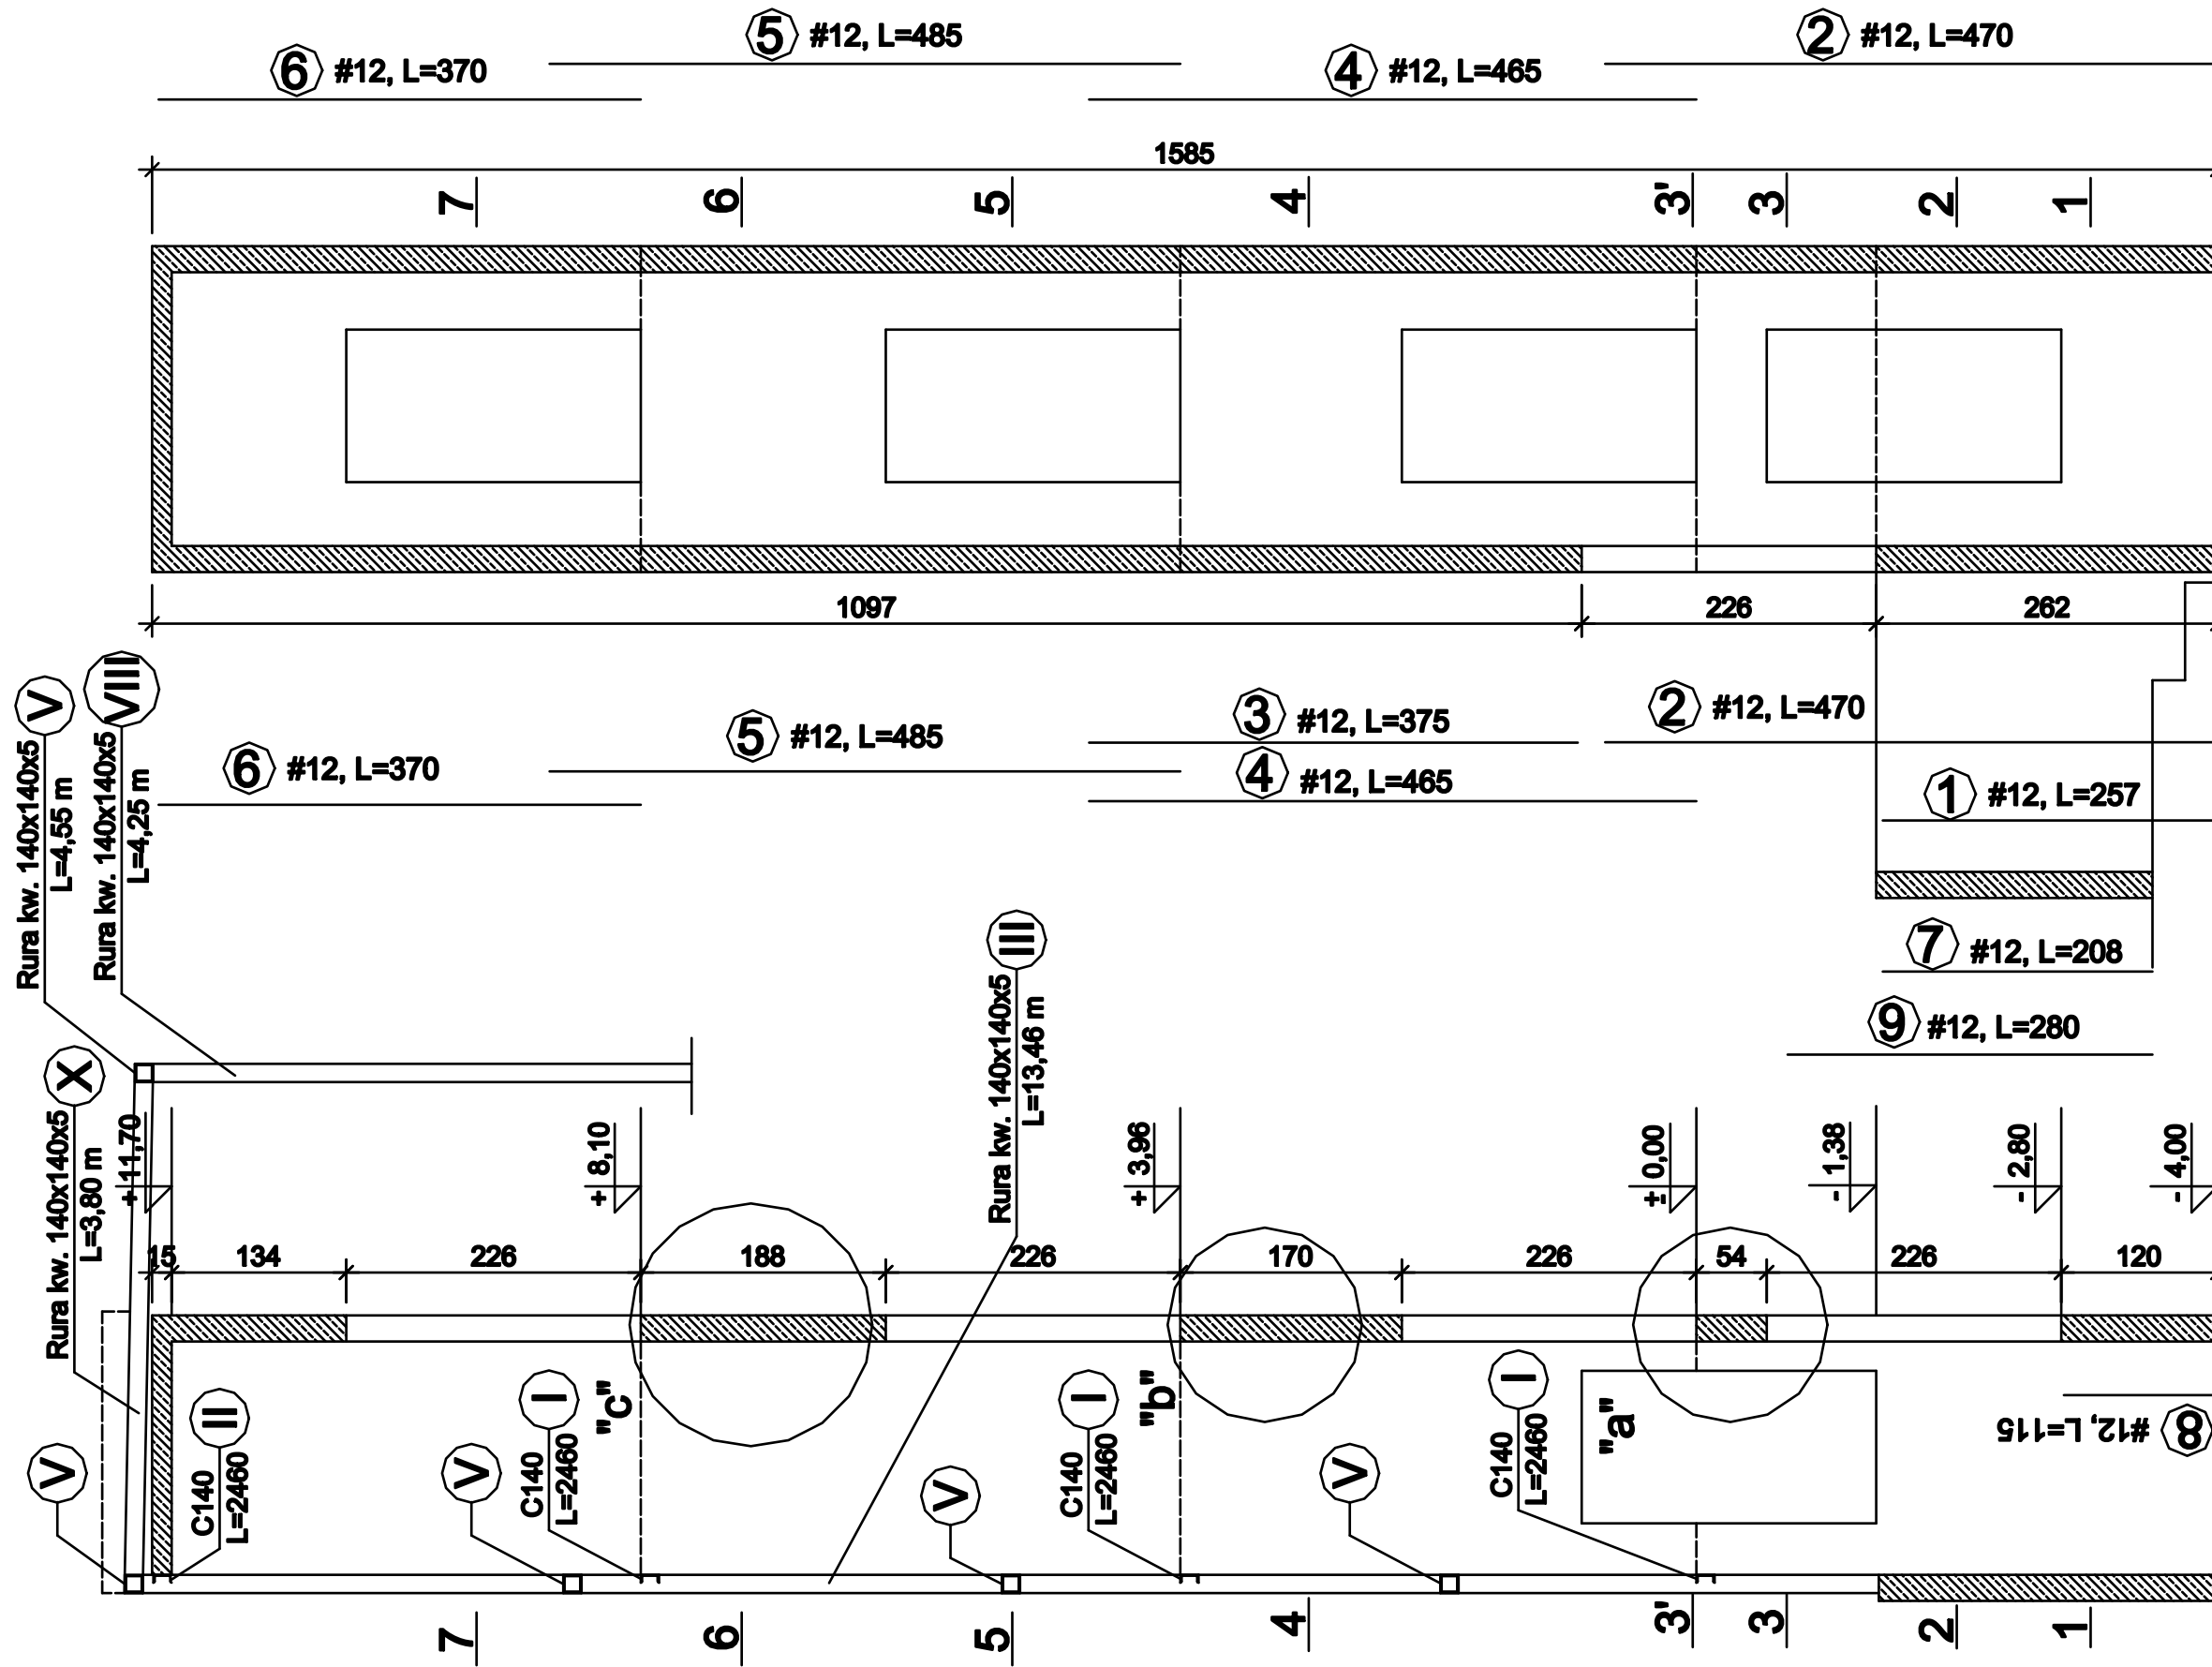 5 #12, L=485
2 #12, L=470
6 #12, L=370
4 #12, L=465
1585
7
6
5
4
3'
3
2
1
1097
226
262
V
Rura kw. 140x140x5
L=4,55 m
VIII
Rura kw. 140x140x5
L=4,25 m
6 #12, L=370
5 #12, L=485
3 #12, L=375
4 #12, L=465
2 #12, L=470
1 #12, L=257
7 #12, L=208
9 #12, L=280
III
Rura kw. 140x140x5
L=13,46 m
X
Rura kw. 140x140x5
L=3,80 m
+ 11,70
+ 8,10
+ 3,96
+- 0,00
- 1,38
- 2,80
- 4,00
15
134
226
188
226
170
226
54
226
120
V
II
C140
L=2460
V
I
C140
L=2460
"c"
V
I
C140
L=2460
"b"
V
I
C140
L=2460
"a"
8 #12, L=115
7
6
5
4
3'
3
2
1